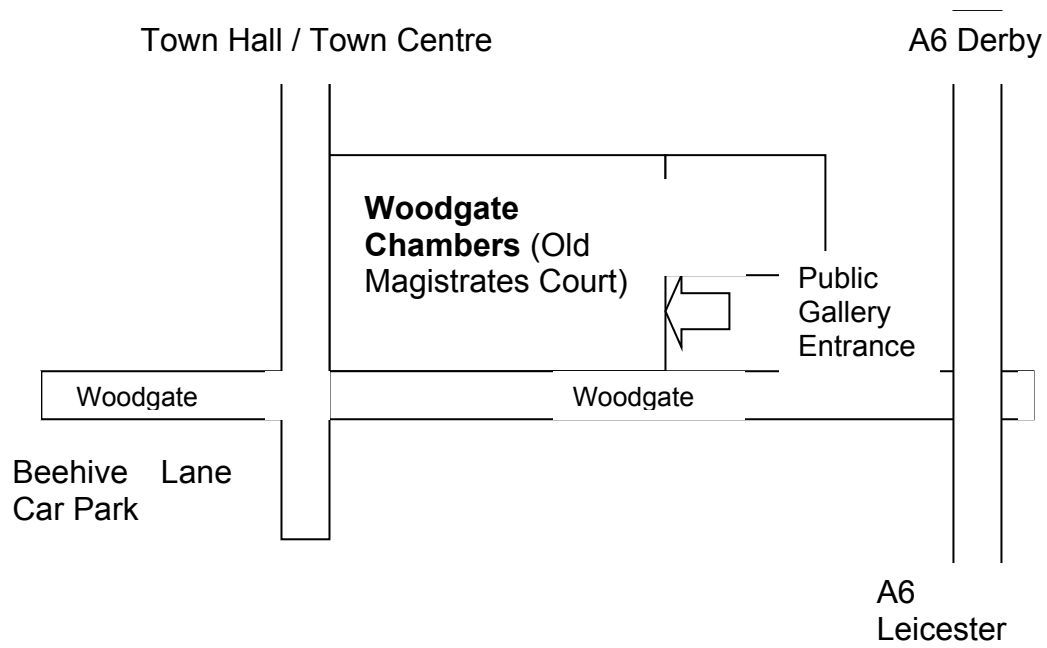 Town Hall / Town Centre
A6 Derby
Woodgate
Chambers (Old
Magistrates Court)
Public
Gallery
Entrance
Woodgate
Woodgate
Beehive Lane
Car Park
A6
Leicester